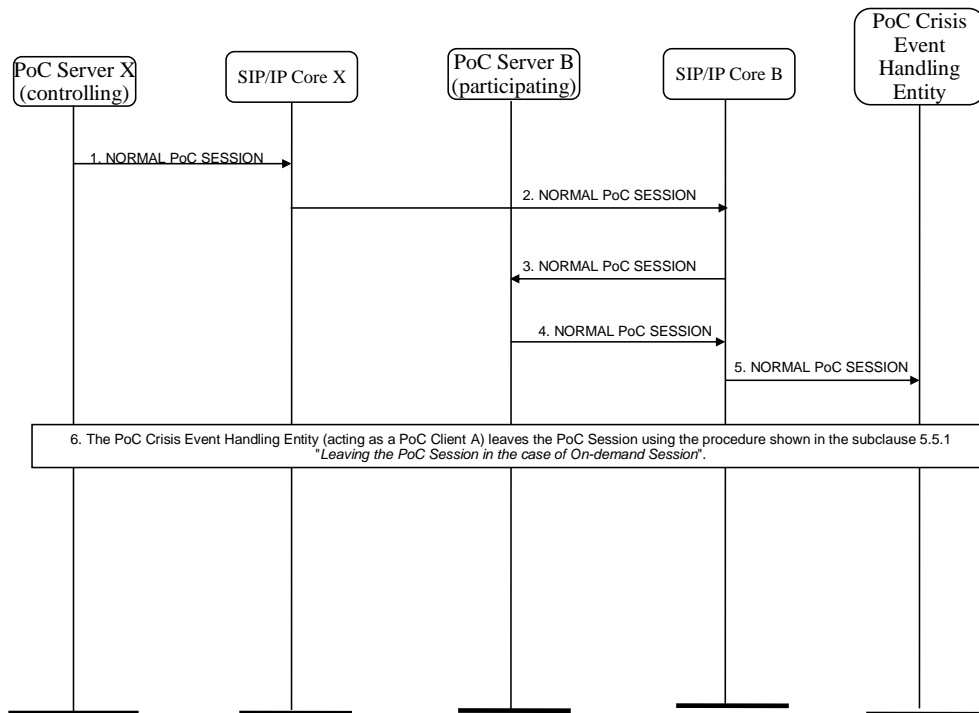 PoC Server X
(controlling)
SIP/IP Core X
PoC Server B
(participating)
SIP/IP Core B
PoC Crisis
Event
Handling
Entity
1. NORMAL PoC SESSION
2. NORMAL PoC SESSION
3. NORMAL PoC SESSION
4. NORMAL PoC SESSION
5. NORMAL PoC SESSION
6. The PoC Crisis Event Handling Entity (acting as a PoC Client A) leaves the PoC Session using the procedure shown in the subclause 5.5.1
"Leaving the PoC Session in the case of On-demand Session".